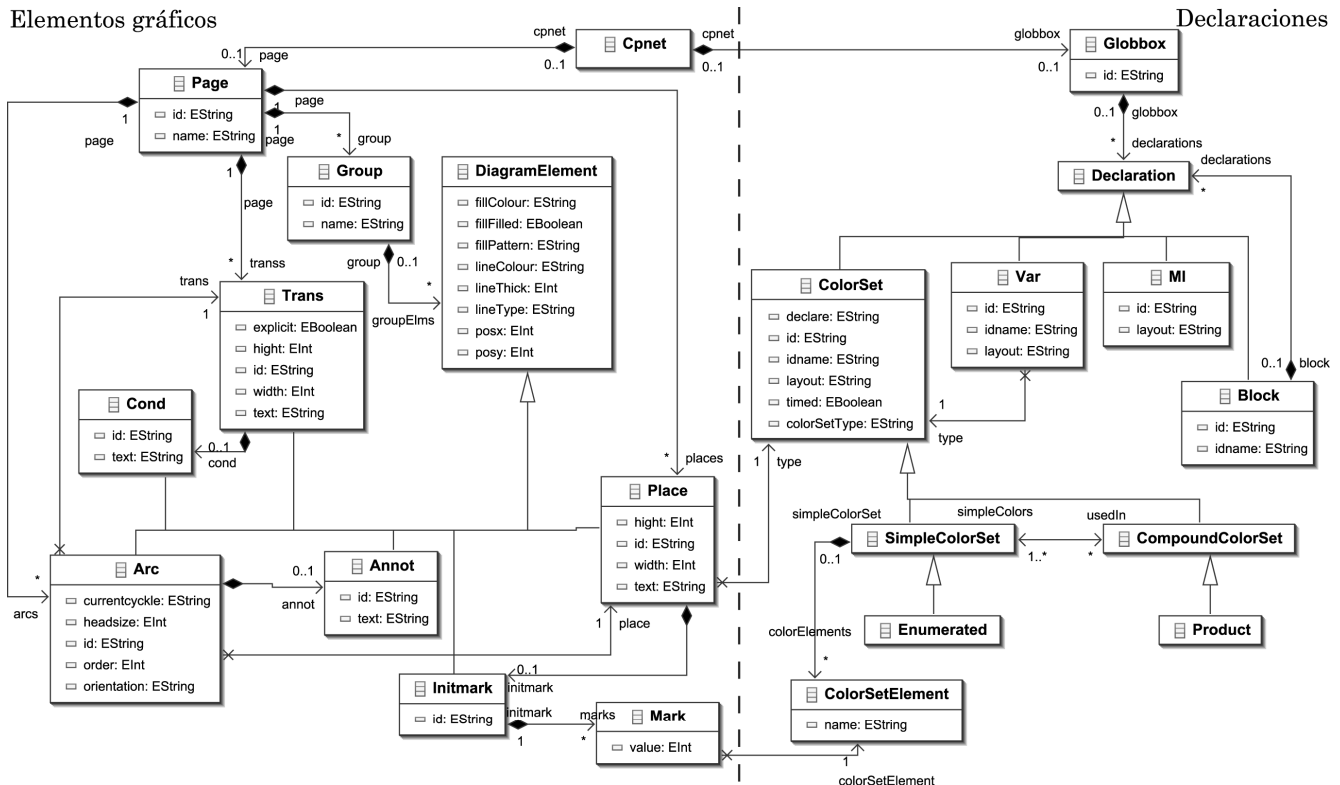 Elementos gráficos
Declaraciones
cpnet
0..1
page
0..1
Cpnet
cpnet
0..1
globbox
0..1
Globbox
id: EString
0..1
globbox
*
declarations
Page
id: EString
name: EString
1
page
1
page
1
page
*
group
1
page
*
transs
Group
id: EString
name: EString
group
0..1
*
groupElms
DiagramElement
fillColour: EString
fillFilled: EBoolean
fillPattern: EString
lineColour: EString
lineThick: EInt
lineType: EString
posx: EInt
posy: EInt
Declaration
declarations
*
trans
1
Trans
explicit: EBoolean
hight: EInt
id: EString
width: EInt
text: EString
Cond
id: EString
text: EString
0..1
cond
ColorSet
declare: EString
id: EString
idname: EString
layout: EString
timed: EBoolean
colorSetType: EString
Var
id: EString
idname: EString
layout: EString
Ml
id: EString
layout: EString
0..1
block
Block
id: EString
idname: EString
1
type
1
type
*
places
Place
hight: EInt
id: EString
width: EInt
text: EString
simpleColorSet
0..1
simpleColors
1..*
usedIn
*
SimpleColorSet
CompoundColorSet
Enumerated
Product
*
arcs
Arc
currentcyckle: EString
headsize: EInt
id: EString
order: EInt
orientation: EString
0..1
annot
Annot
id: EString
text: EString
1
place
0..1
initmark
Initmark
id: EString
initmark
1
marks
*
Mark
value: EInt
colorElements
*
ColorSetElement
name: EString
1
colorSetElement